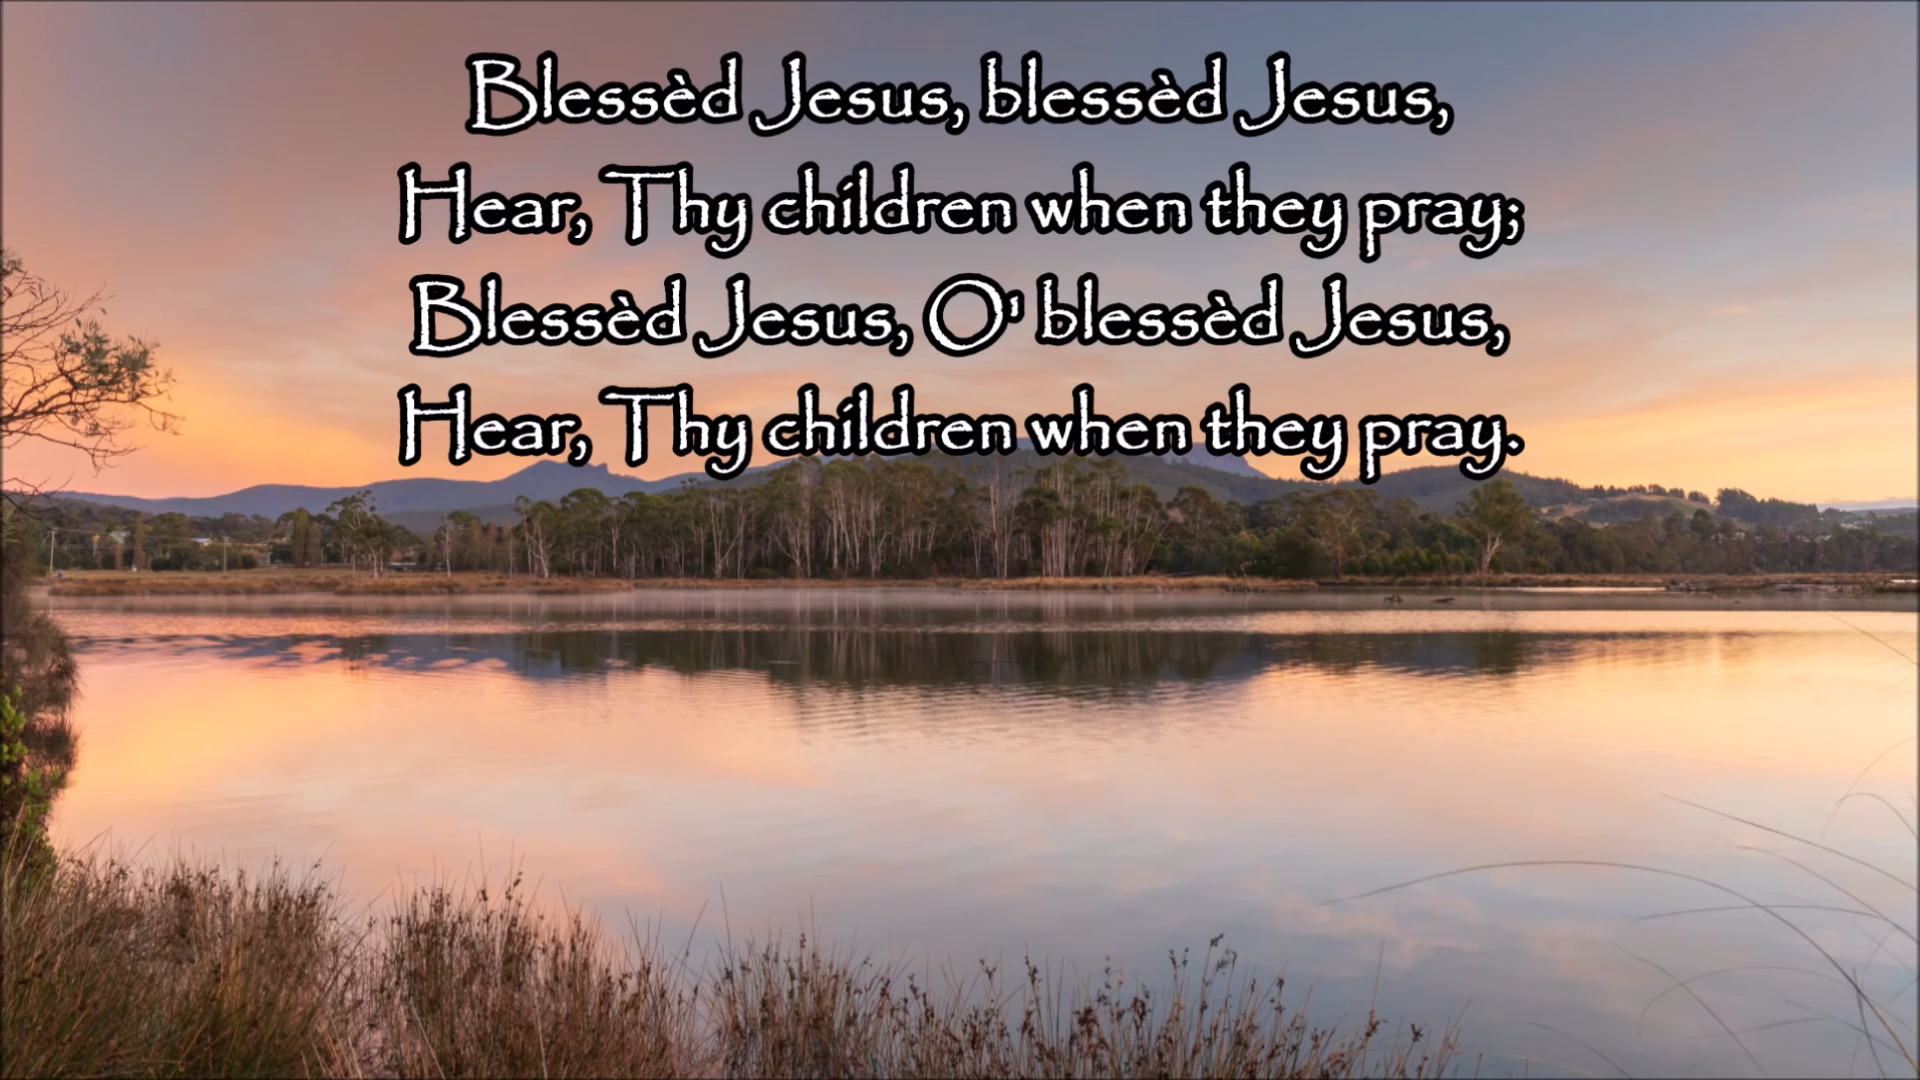 Blessèd Jesus, blessèd Jesus,
Hear, Thy children when they pray;
Blessèd Jesus, O' blessèd Jesus,
Hear, Thy children when they pray.